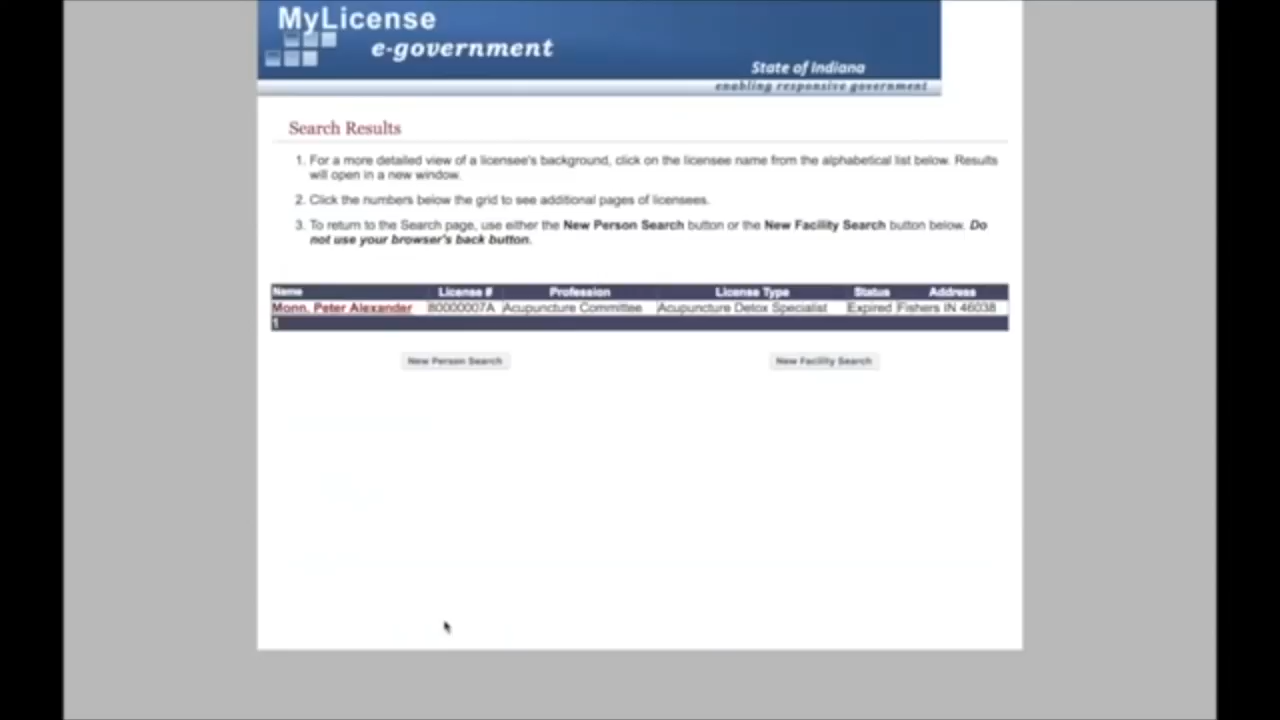 MyLicense
e-government
State of Indiana
enabling responsive government
Search Results
1. For a more detailed view of a licensee's background, click on the licensee name from the alphabetical list below. Results
will open in a new window.
2. Click the numbers below the grid to see additional pages of licensees.
3. To return to the Search page, use either the New Person Search button or the New Facility Search button below. Do
not use your browser's back button.
Name License # Profession License Type Status Address
Monn, Peter Alexander 80000007A Acupuncture Committee Acupuncture Detox Specialist Expired Fishers IN 46038
1
New Person Search New Facility Search